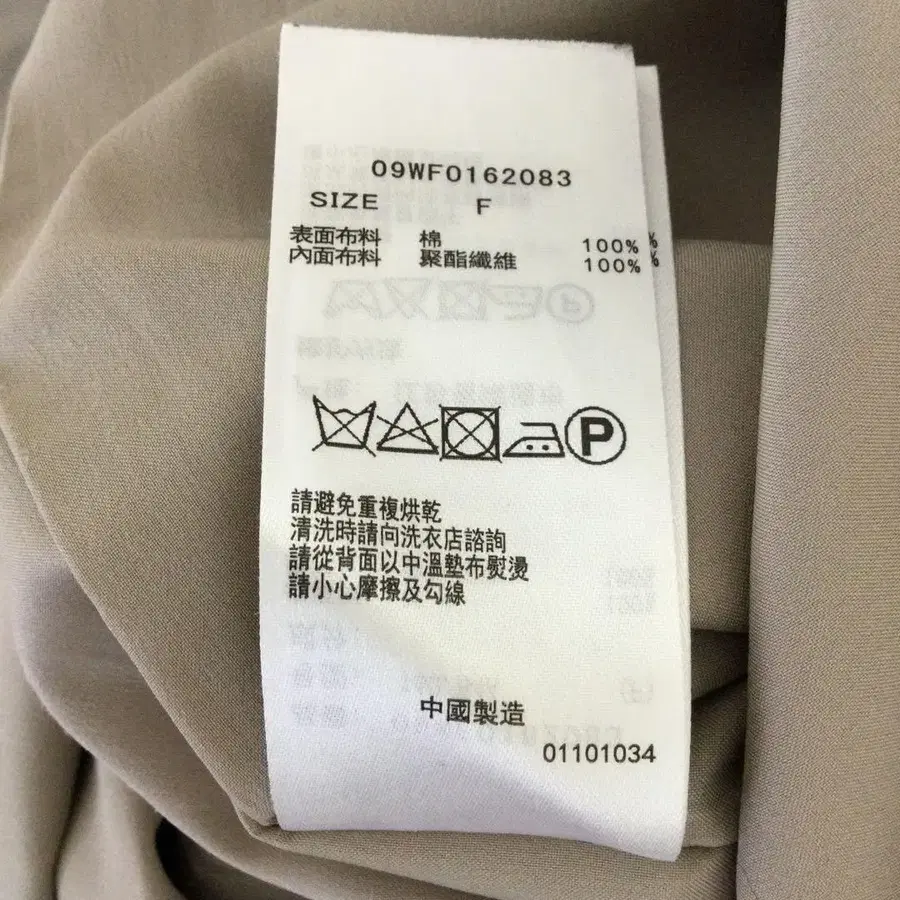 09WF0162083
SIZE F
表面布料 棉 100%
內面布料 聚酯纖維 100%
P
請避免重複烘乾
清洗時請向洗衣店諮詢
請從背面以中溫墊布熨燙
請小心摩擦及勾線
中國製造
01101034